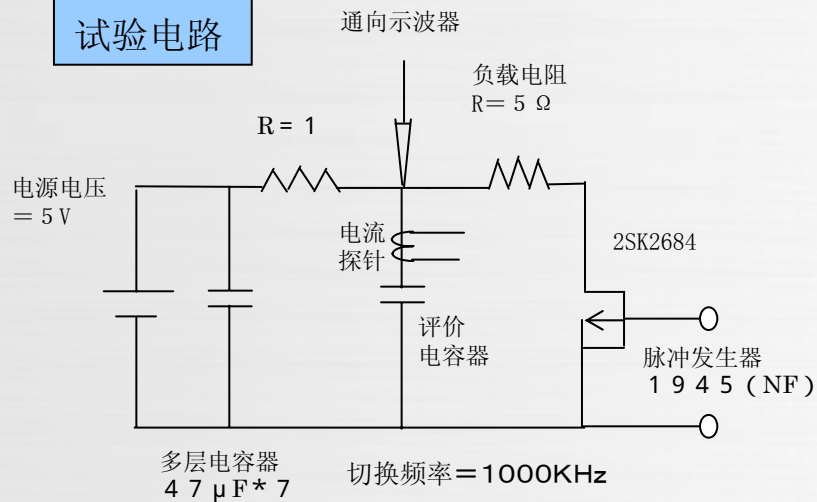 试验电路
通向示波器
负载电阻
R＝５Ω
R＝１
电源电压
＝５V
电流
探针
2SK2684
评价
电容器
脉冲发生器
１９４５（NF）
多层电容器
４７μF*７
切换频率＝1000KHz